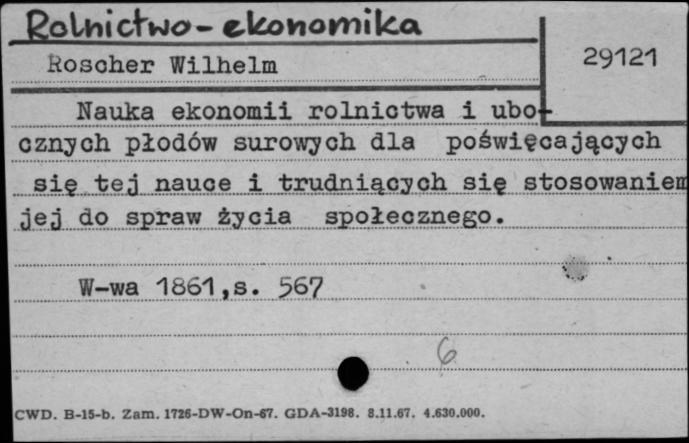 Rolnictwo-ekonomika
Roscher Wilhelm
29121
Nauka ekonomii rolnictwa i ubo-
cznych płodów surowych dla poświęcających
się tej nauce i trudniących się stosowaniem
jej do spraw życia społecznego.
W-wa 1861,s. 567
6
CWD. B-15-b. Zam. 1726-DW-On-67. GDA-3198. 8.11.67. 4.630.000.